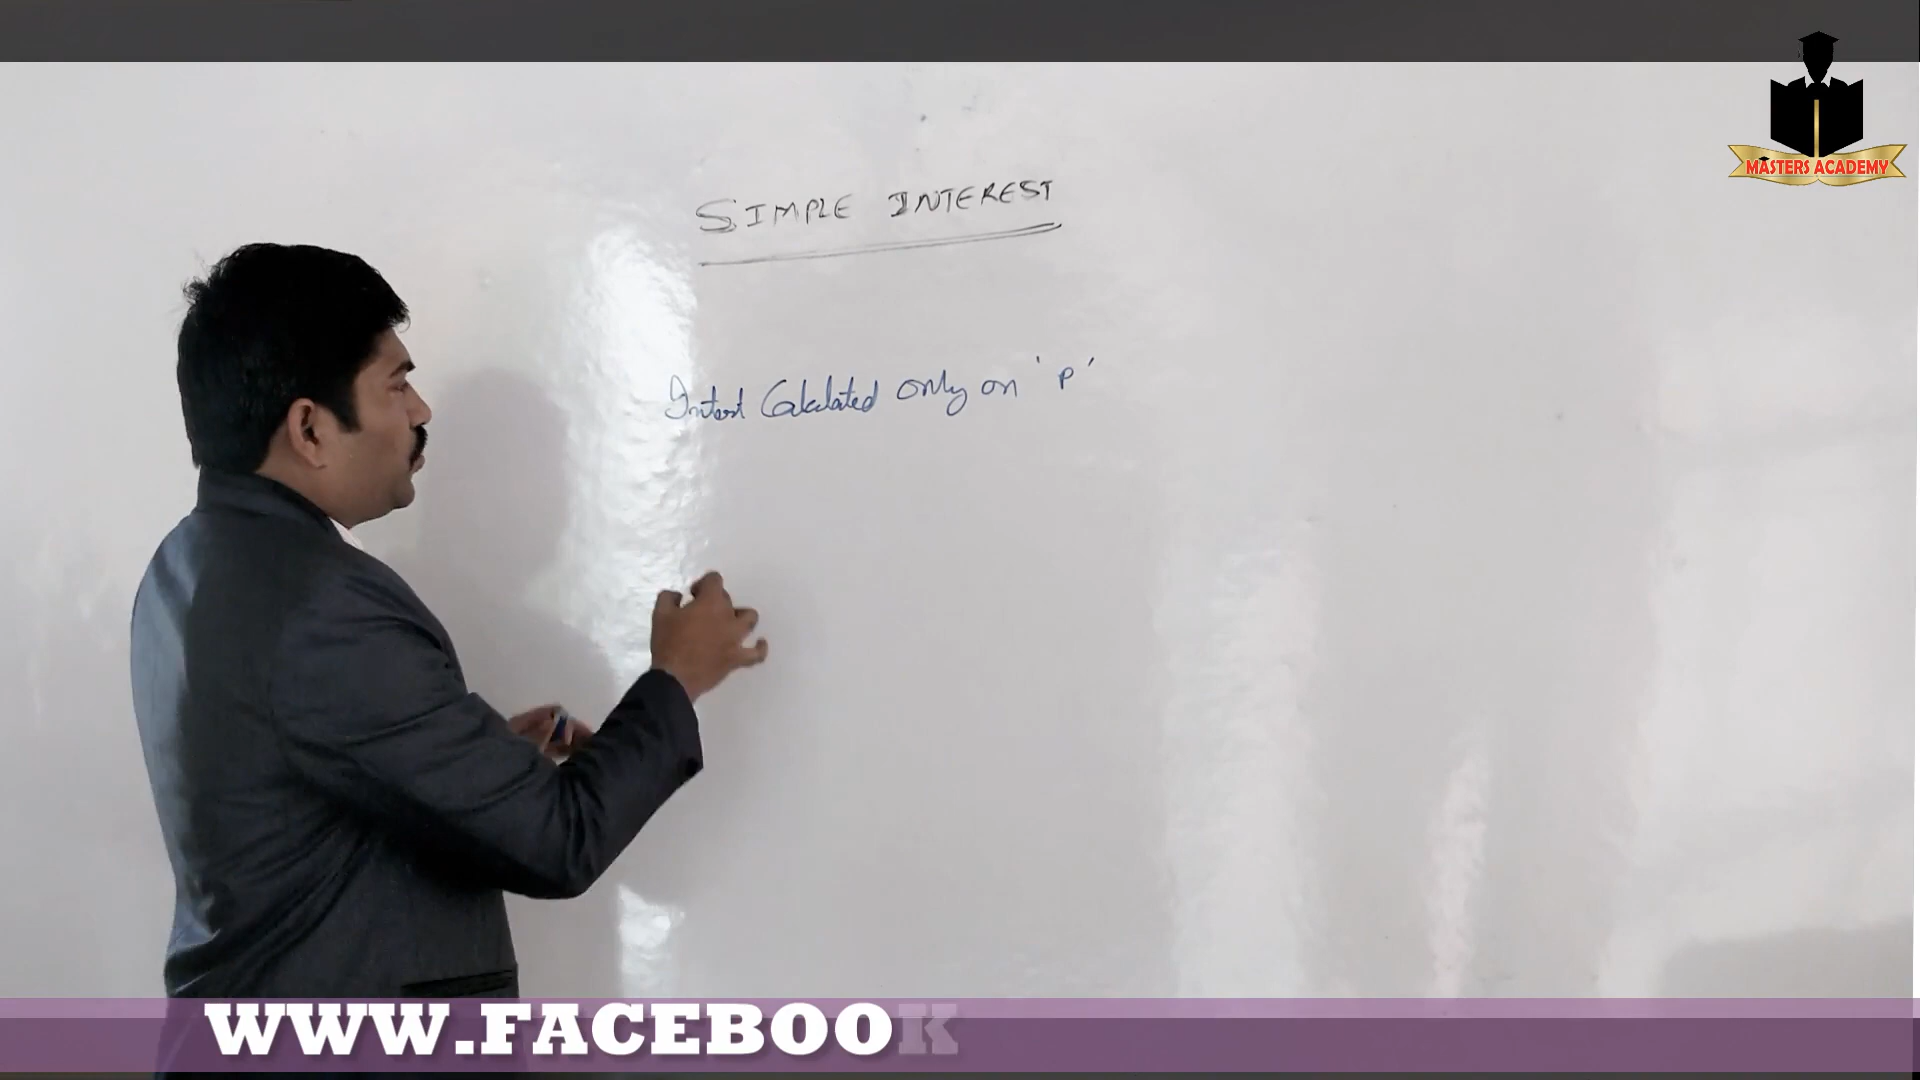 MASTERS ACADEMY
SIMPLE INTEREST
Interest Calculated only on 'P'
WWW.FACEBOOK